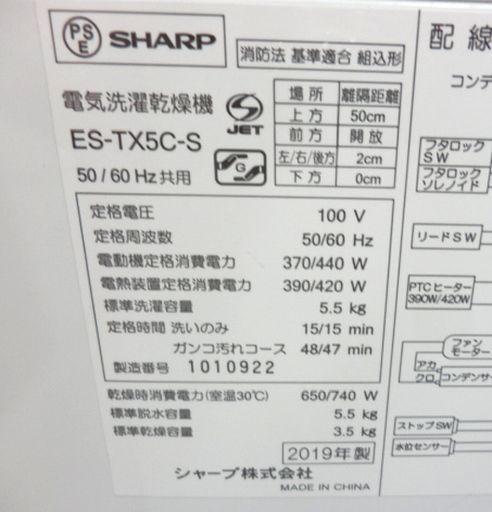 PS
E
SHARP
消防法 基準適合 組込形
電気洗濯乾燥機
JET
ES-TX5C-S
50/60Hz共用
G
場所 離隔距離
上方 50cm
前方 開放
左/右/後方 2cm
下方 0cm
定格電圧 100 V
定格周波数 50/60 Hz
電動機定格消費電力 370/440 W
電熱装置定格消費電力 390/420 W
標準洗濯容量 5.5 kg
定格時間 洗いのみ 15/15 min
ガンコ汚れコース 48/47 min
製造番号 1010922
乾燥時消費電力(室温30℃) 650/740 W
標準脱水容量 5.5 kg
標準乾燥容量 3.5 kg
2019年製
シャープ株式会社
MADE IN CHINA
配線
コンデ
フタロック
SW
フタロック
ソレノイド
リードSW
PTCヒーター
390W/420W
ファン
モーター
アカ
クロ
コンデンサ
ストップSW
水位センサー